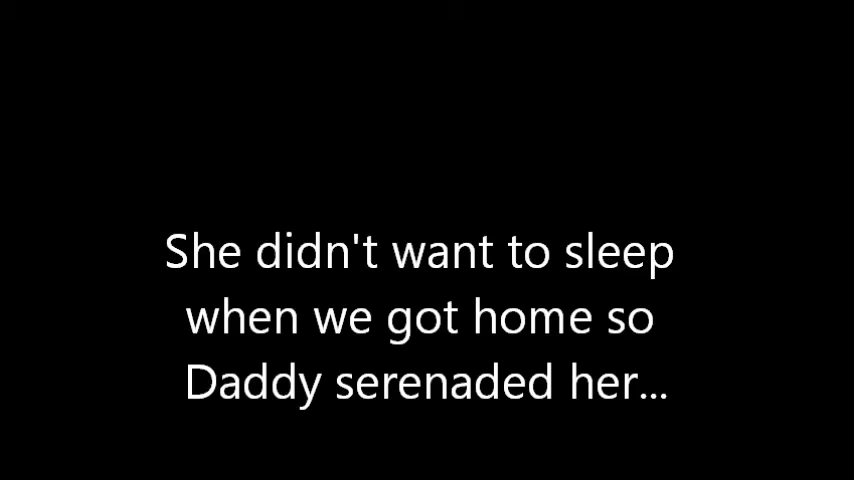 She didn't want to sleep
when we got home so
Daddy serenaded her...